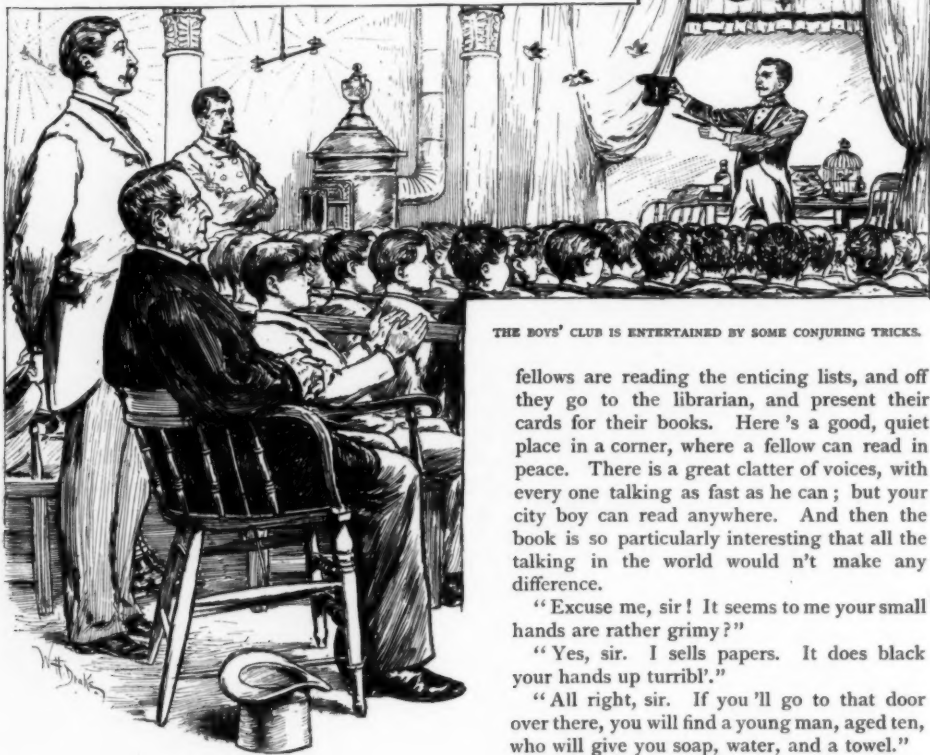 THE BOYS' CLUB IS ENTERTAINED BY SOME CONJURING TRICKS.
fellows are reading the enticing lists, and off
they go to the librarian, and present their
cards for their books. Here 's a good, quiet
place in a corner, where a fellow can read in
peace. There is a great clatter of voices, with
every one talking as fast as he can; but your
city boy can read anywhere. And then the
book is so particularly interesting that all the
talking in the world would n't make any
difference.
"Excuse me, sir! It seems to me your small
hands are rather grimy?"
"Yes, sir. I sells papers. It does black
your hands up turribl'."
"All right, sir. If you 'll go to that door
over there, you will find a young man, aged ten,
who will give you soap, water, and a towel."
Drake